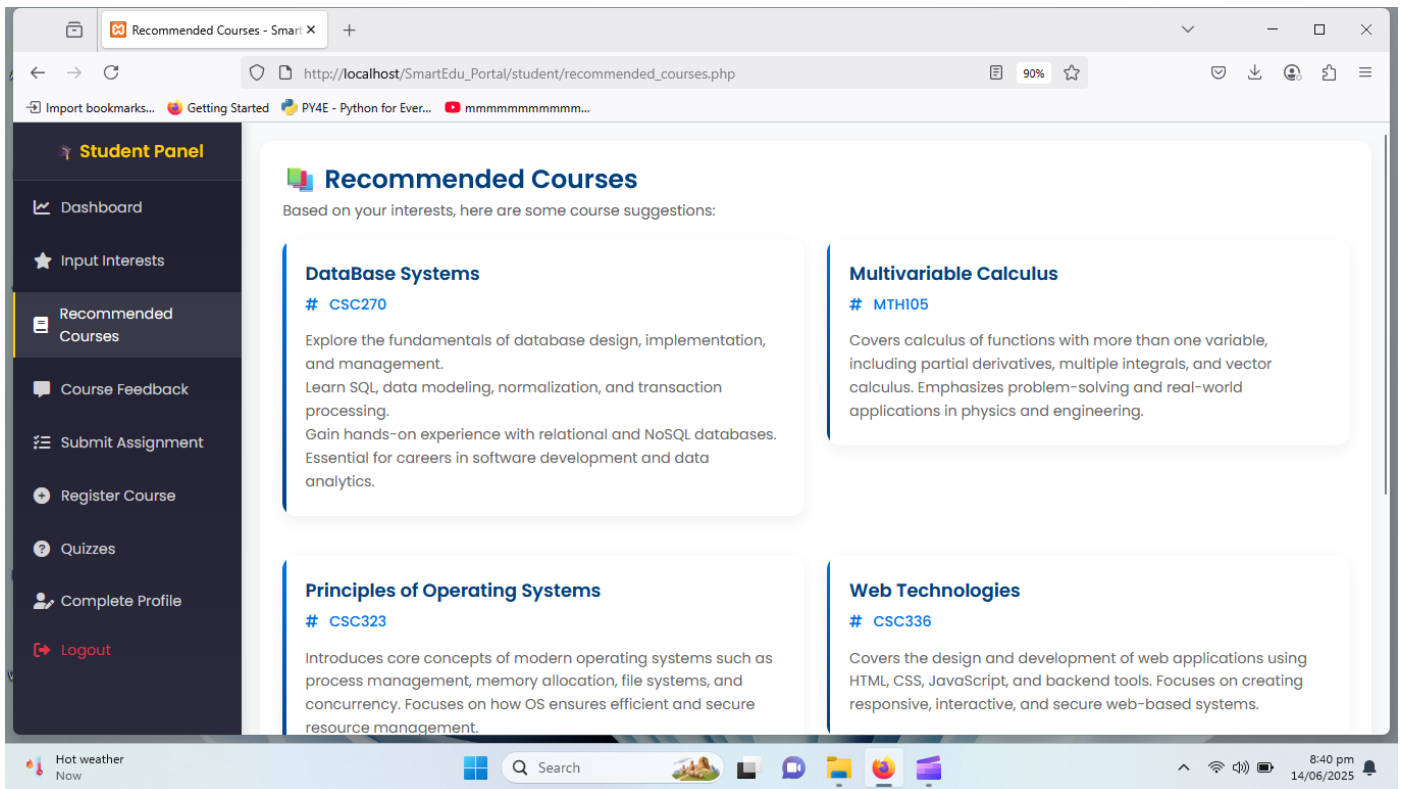 Recommended Courses - Smart
http://localhost/SmartEdu_Portal/student/recommended_courses.php
90%
Import bookmarks...
Getting Started
PY4E - Python for Ever...
mmmmmmmmmmm...
Student Panel
Dashboard
Input Interests
Recommended
Courses
Course Feedback
Submit Assignment
Register Course
Quizzes
Complete Profile
Logout
Recommended Courses
Based on your interests, here are some course suggestions:
DataBase Systems
# CSC270
Explore the fundamentals of database design, implementation,
and management.
Learn SQL, data modeling, normalization, and transaction
processing.
Gain hands-on experience with relational and NoSQL databases.
Essential for careers in software development and data
analytics.
Multivariable Calculus
# MTH105
Covers calculus of functions with more than one variable,
including partial derivatives, multiple integrals, and vector
calculus. Emphasizes problem-solving and real-world
applications in physics and engineering.
Principles of Operating Systems
# CSC323
Introduces core concepts of modern operating systems such as
process management, memory allocation, file systems, and
concurrency. Focuses on how OS ensures efficient and secure
resource management.
Web Technologies
# CSC336
Covers the design and development of web applications using
HTML, CSS, JavaScript, and backend tools. Focuses on creating
responsive, interactive, and secure web-based systems.
Hot weather
Now
Search
8:40 pm
14/06/2025